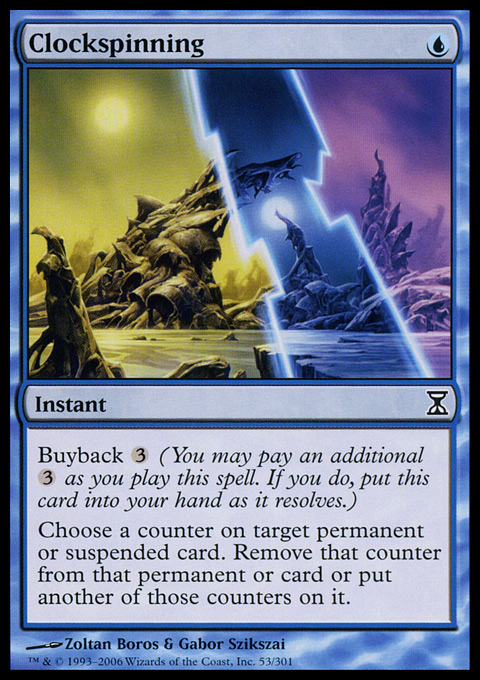 Clockspinning
Instant
Buyback 3 (You may pay an additional
3 as you play this spell. If you do, put this
card into your hand as it resolves.)
Choose a counter on target permanent
or suspended card. Remove that counter
from that permanent or card or put
another of those counters on it.
Zoltan Boros & Gabor Szikszai
™ & © 1993–2006 Wizards of the Coast, Inc. 53/301